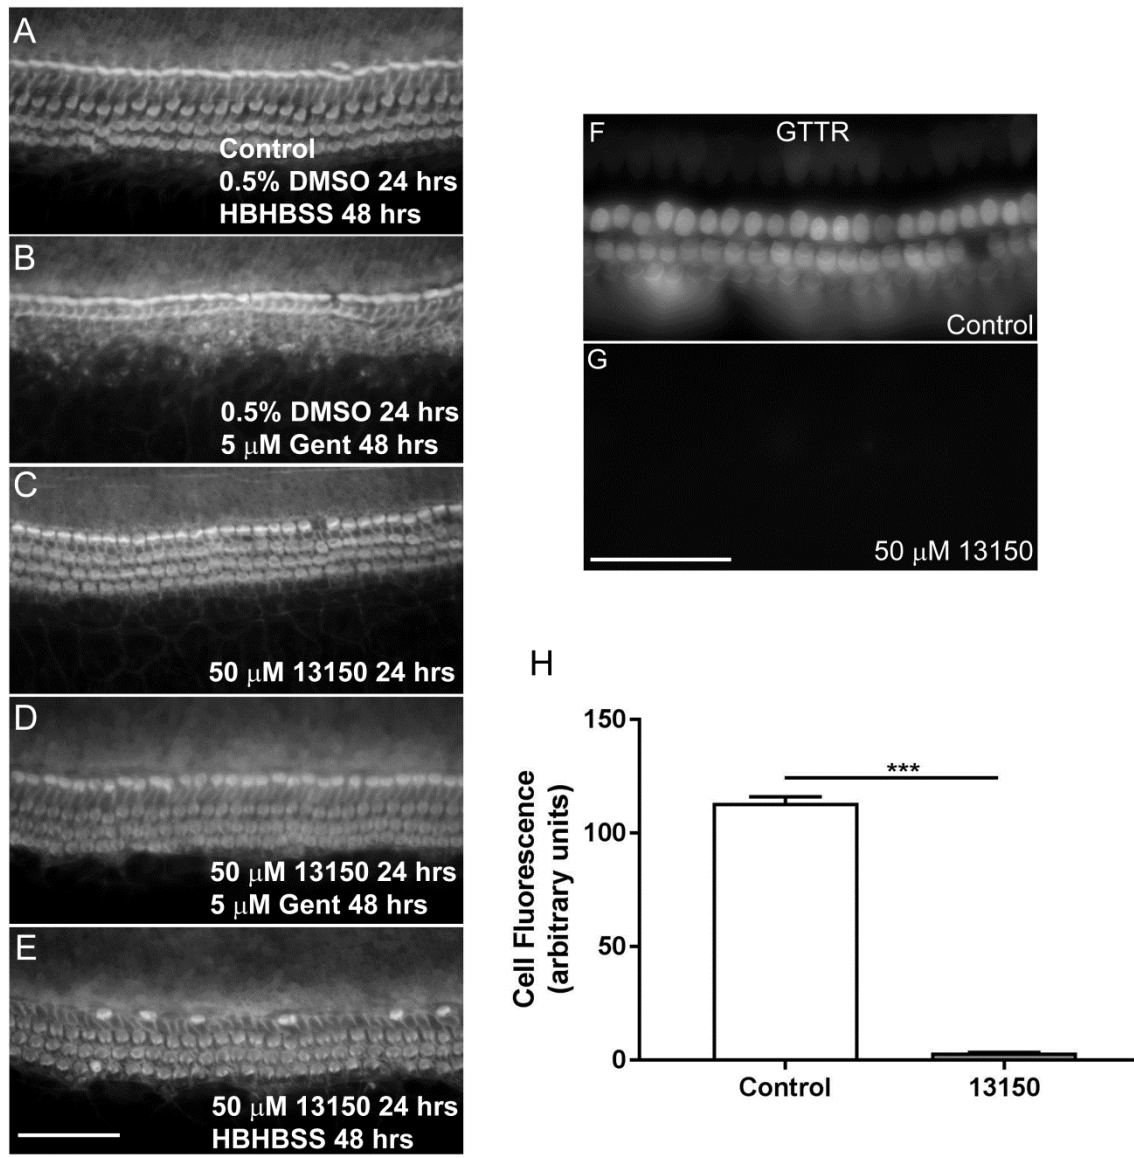 A
Control
0.5% DMSO 24 hrs
HBHBSS 48 hrs
B
0.5% DMSO 24 hrs
5 μM Gent 48 hrs
C
50 μM 13150 24 hrs
D
50 μM 13150 24 hrs
5 μM Gent 48 hrs
E
50 μM 13150 24 hrs
HBHBSS 48 hrs
F
GTTR
Control
G
50 μM 13150
H
Cell Fluorescence
(arbitrary units)
150
100
50
0
***
Control
13150